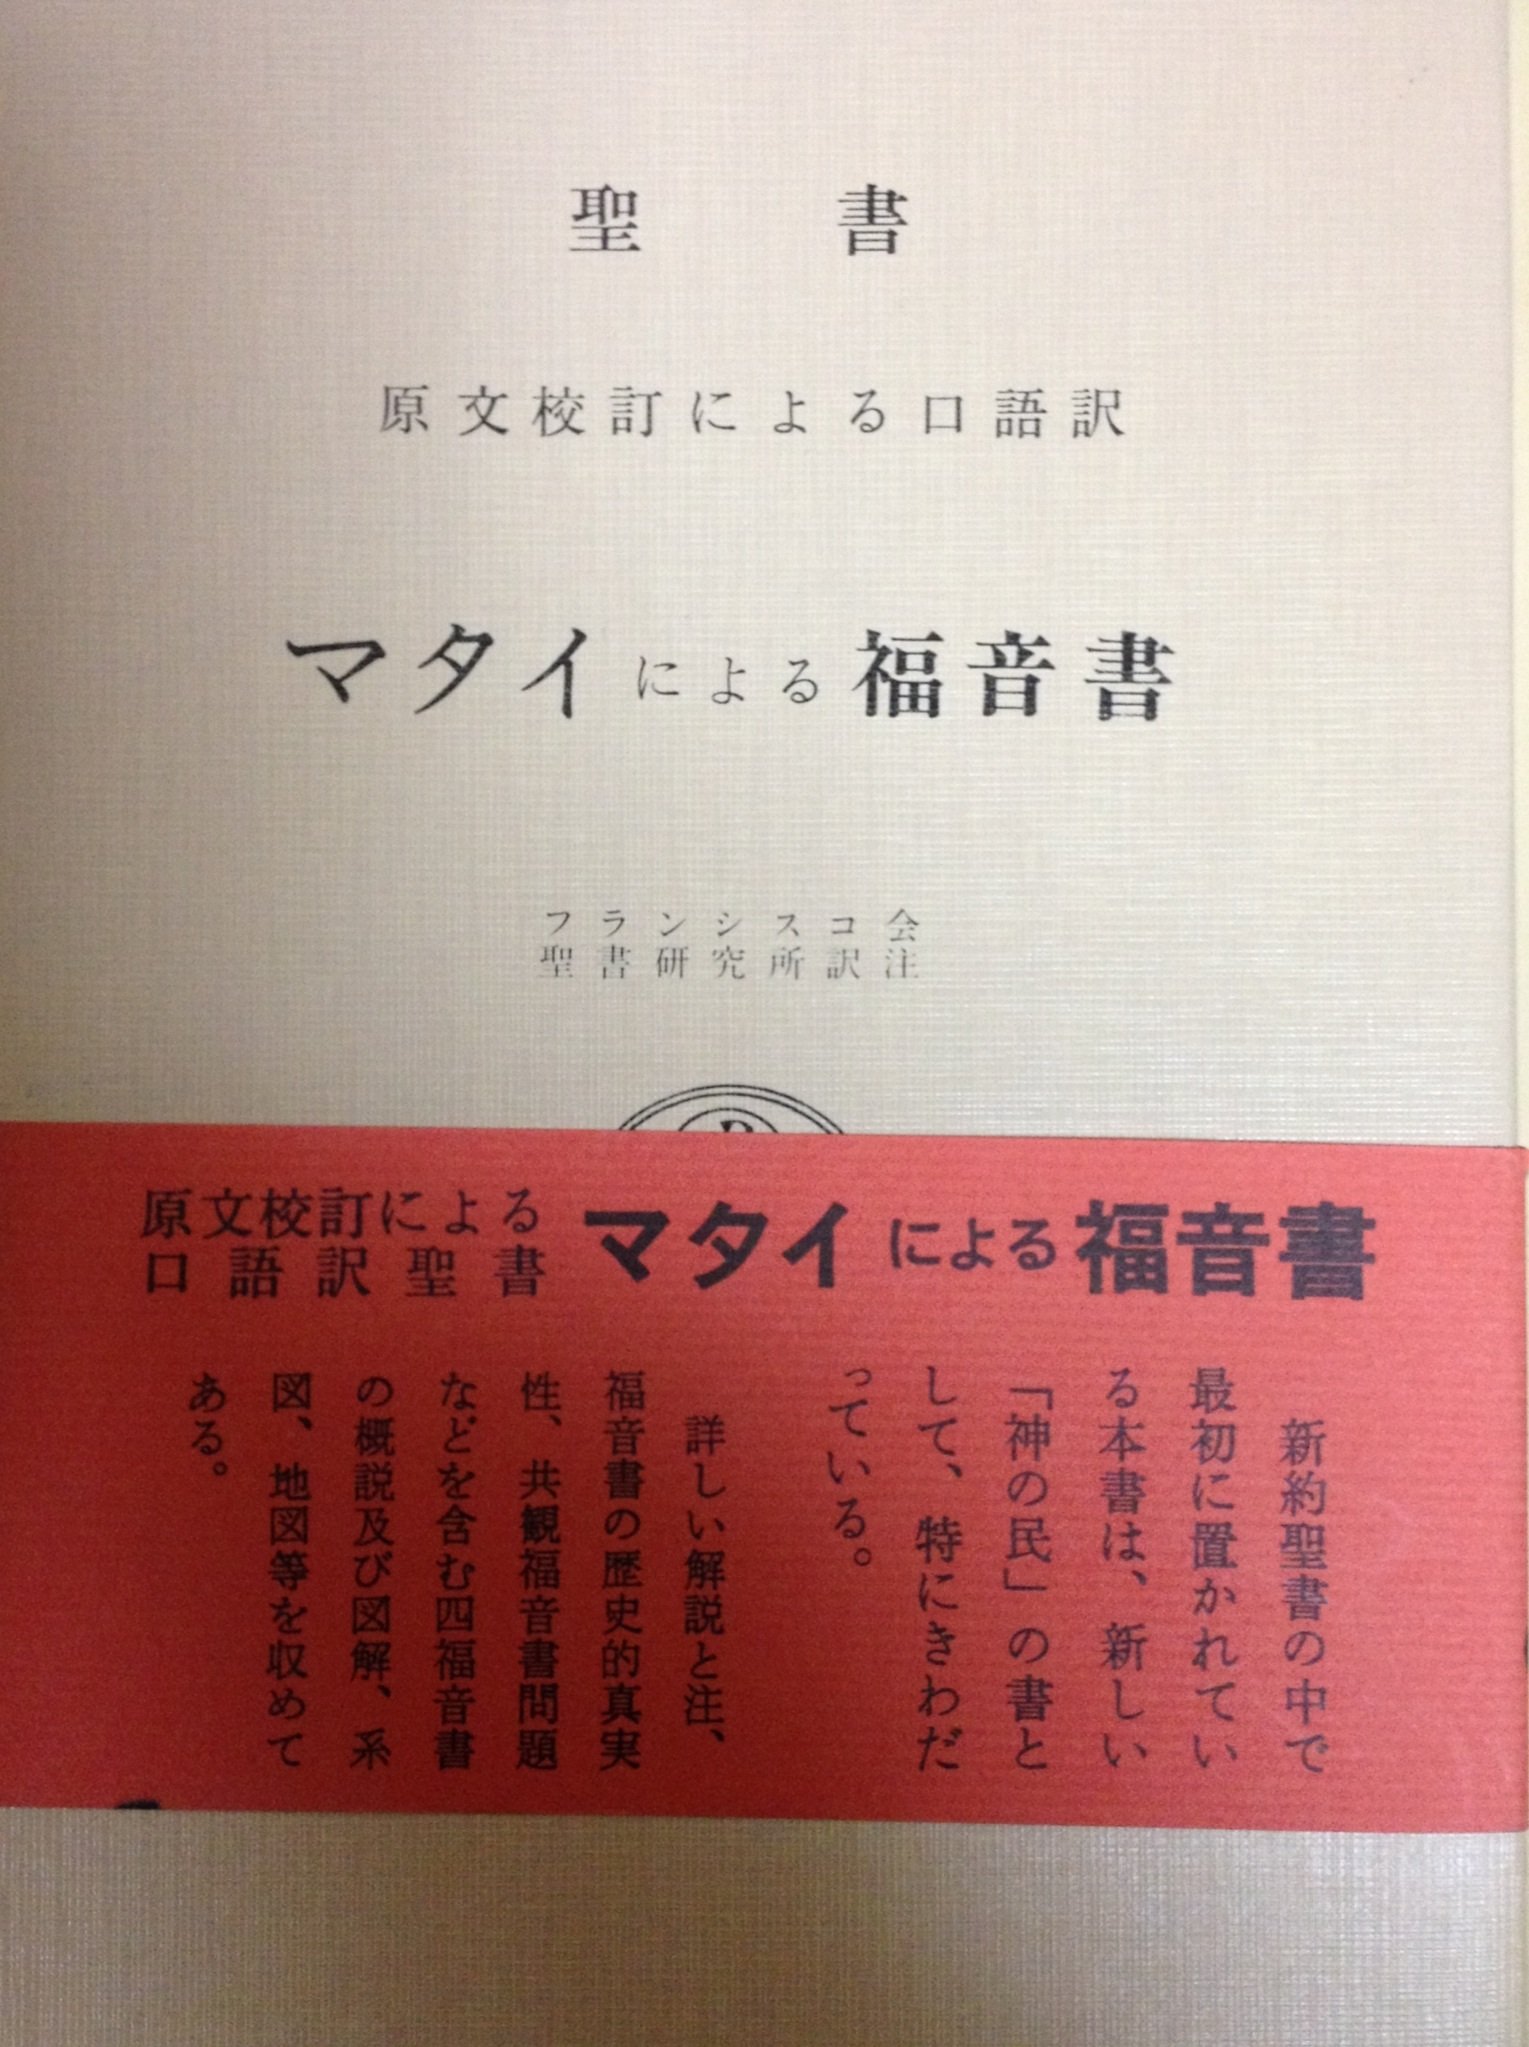 聖書
原文校訂による口語訳
マタイによる福音書
フランシスコ会
聖書研究所訳注
原文校訂による
口語訳聖書
マタイによる福音書
新約聖書の中で
最初に置かれてい
る本書は、新しい
「神の民」の書と
して、特にきわだ
っている。
詳しい解説と注、
福音書の歴史的真実
性、共観福音書問題
などを含む四福音書
の概説及び図解、系
図、地図等を収めて
ある。